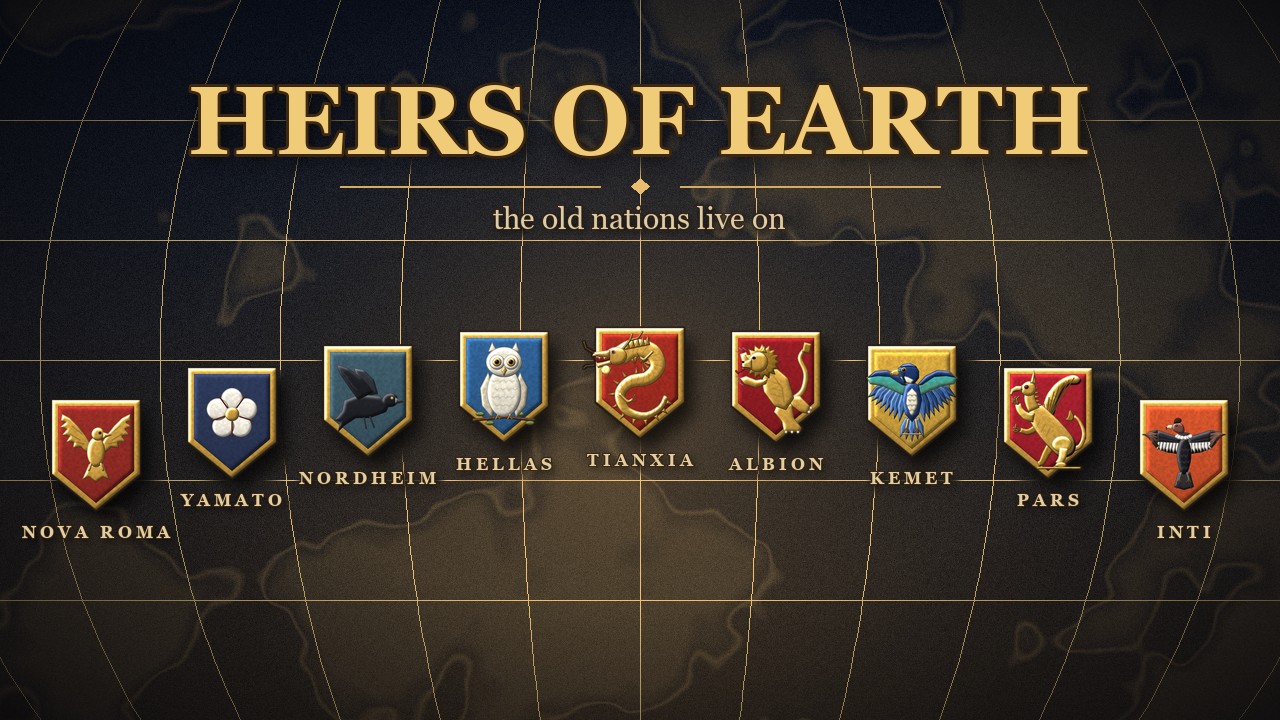 HEIRS OF EARTH
the old nations live on
NOVA ROMA
YAMATO
NORDHEIM
HELLAS
TIANXIA
ALBION
KEMET
PARS
INTI